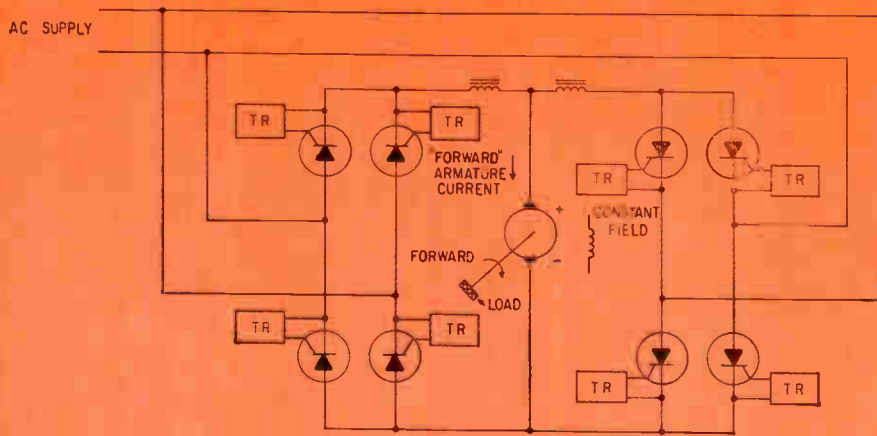 AC SUPPLY
TR
TR
TR
TR
"FORWARD"
ARMATURE
CURRENT
+
CONSTANT
FIELD
-
FORWARD
LOAD
TR
TR
TR
TR